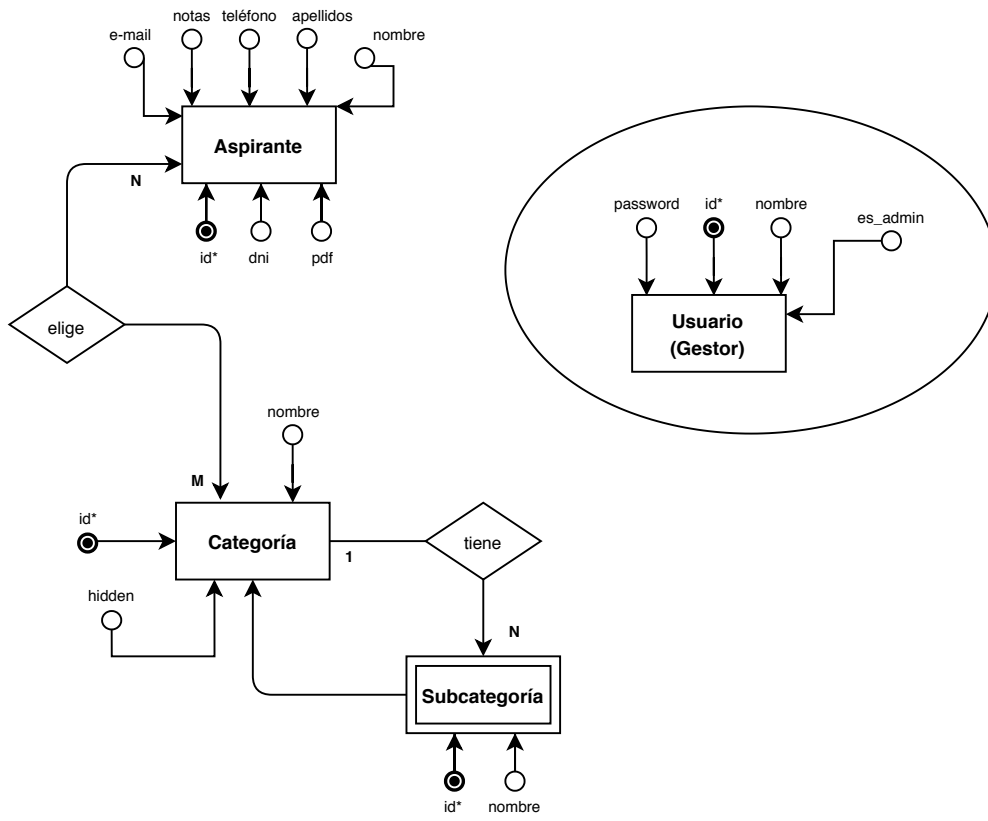 notas
teléfono
apellidos
e-mail
nombre
Aspirante
N
id*
dni
pdf
password
id*
nombre
es_admin
Usuario
(Gestor)
elige
nombre
M
id*
Categoría
1
tiene
hidden
N
Subcategoría
id*
nombre